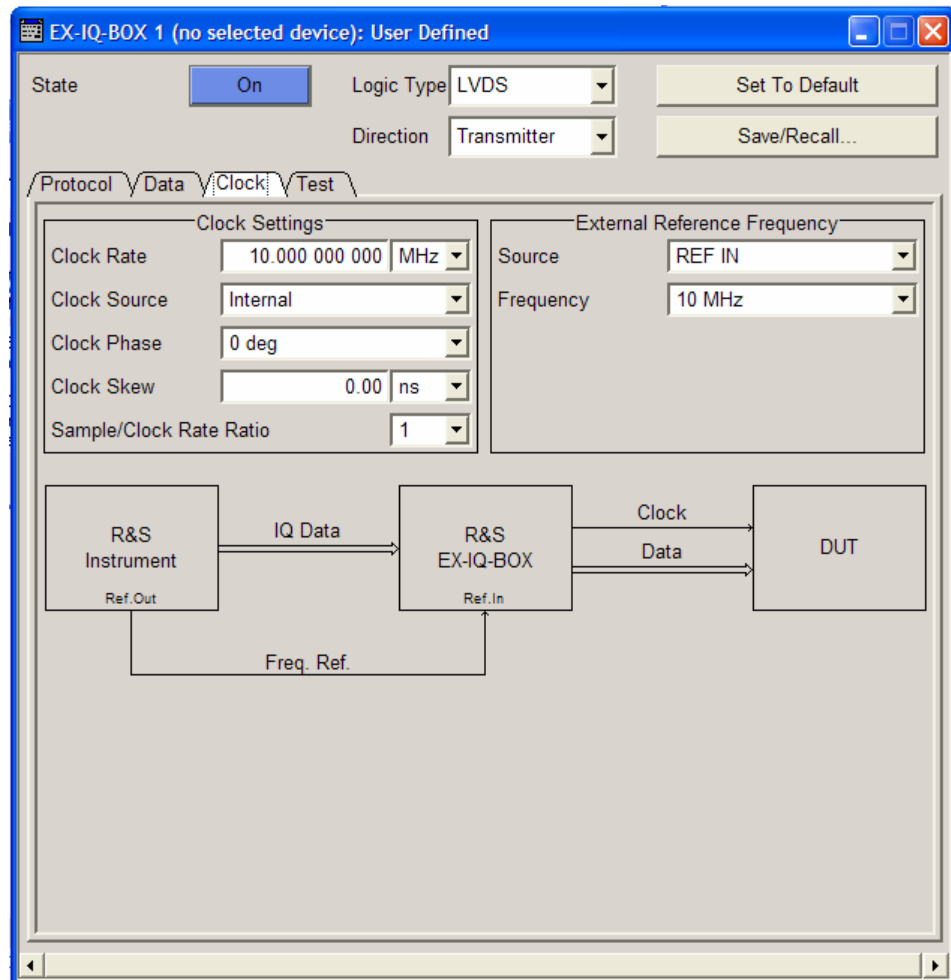 EX-IQ-BOX 1 (no selected device): User Defined
State On Logic Type LVDS Set To Default
Direction Transmitter Save/Recall...
Protocol Data Clock Test
Clock Settings
Clock Rate 10.000 000 000 MHz
Clock Source Internal
Clock Phase 0 deg
Clock Skew 0.00 ns
Sample/Clock Rate Ratio 1
External Reference Frequency
Source REF IN
Frequency 10 MHz
R&S
Instrument
Ref.Out
IQ Data
R&S
EX-IQ-BOX
Ref.In
Clock
Data
DUT
Freq. Ref.